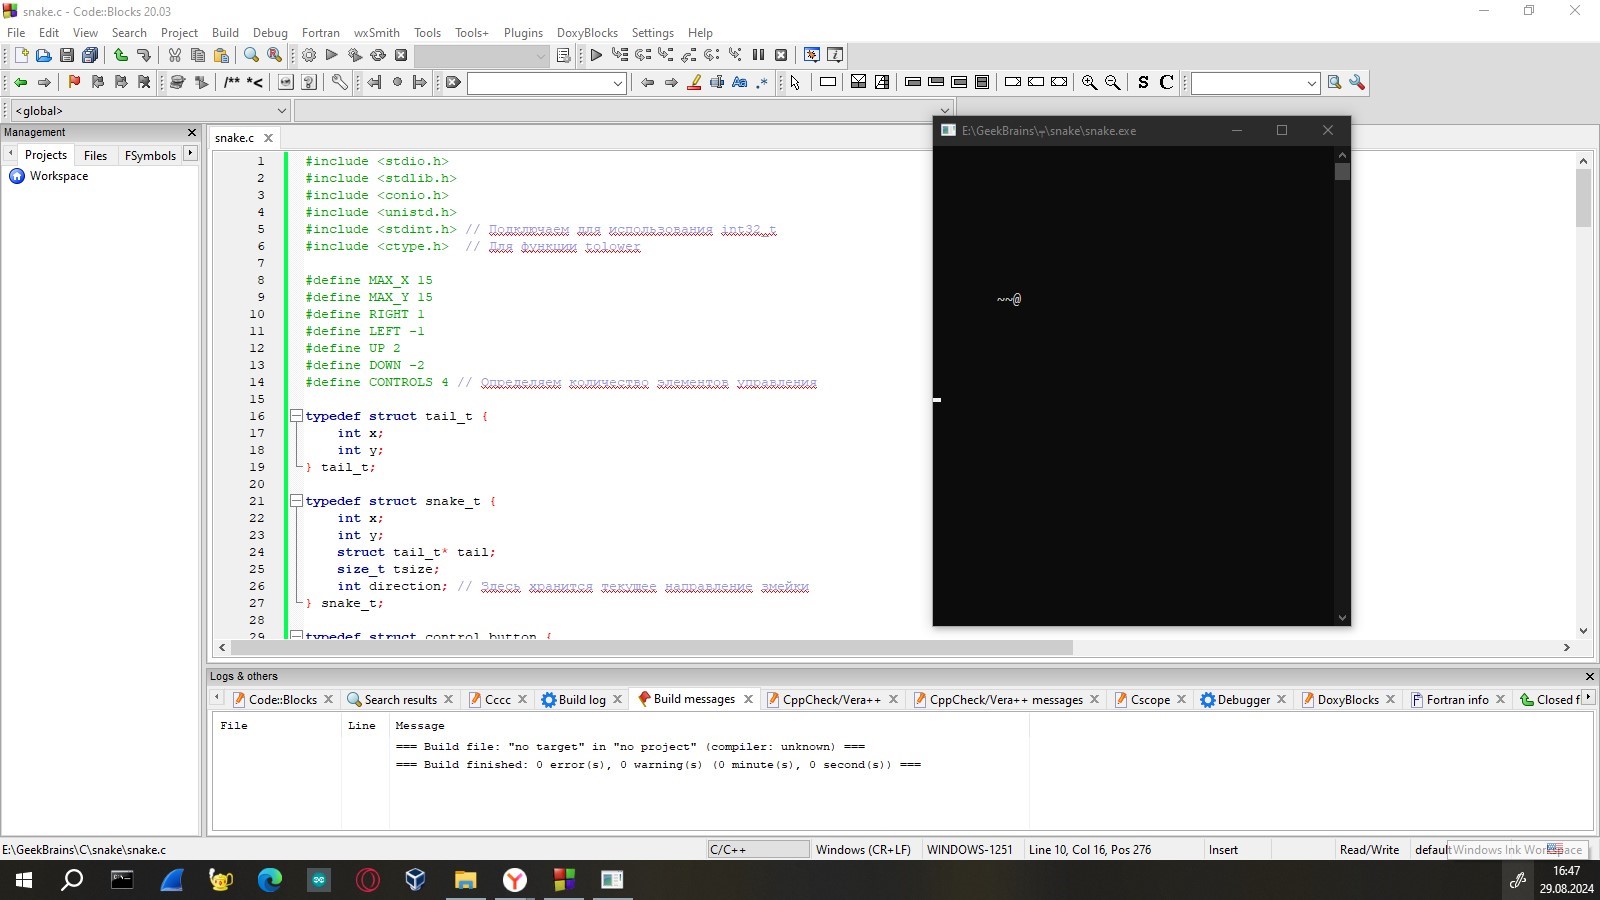 snake.c - Code::Blocks 20.03
File Edit View Search Project Build Debug Fortran wxSmith Tools Tools+ Plugins DoxyBlocks Settings Help
/** *< Aa .* S C
<global>
Management
Projects Files FSymbols
Workspace
snake.c
1 #include <stdio.h>
2 #include <stdlib.h>
3 #include <conio.h>
4 #include <unistd.h>
5 #include <stdint.h> // Подключаем для использования int32_t
6 #include <ctype.h>  // Для функции tolower
7
8 #define MAX_X 15
9 #define MAX_Y 15
10 #define RIGHT 1
11 #define LEFT -1
12 #define UP 2
13 #define DOWN -2
14 #define CONTROLS 4 // Определяем количество элементов управления
15
16 typedef struct tail_t {
17     int x;
18     int y;
19 } tail_t;
20
21 typedef struct snake_t {
22     int x;
23     int y;
24     struct tail_t* tail;
25     size_t tsize;
26     int direction; // Здесь хранится текущее направление змейки
27 } snake_t;
28
29 typedef struct control_button {
E:\GeekBrains\┬\snake\snake.exe
~~@
Logs & others
Code::Blocks Search results Cccc Build log Build messages CppCheck/Vera++ CppCheck/Vera++ messages Cscope Debugger DoxyBlocks Fortran info Closed f
File Line Message
=== Build file: "no target" in "no project" (compiler: unknown) ===
=== Build finished: 0 error(s), 0 warning(s) (0 minute(s), 0 second(s)) ===
E:\GeekBrains\C\snake\snake.c C/C++ Windows (CR+LF) WINDOWS-1251 Line 10, Col 16, Pos 276 Insert Read/Write default Windows Ink Workspace
16:47
29.08.2024